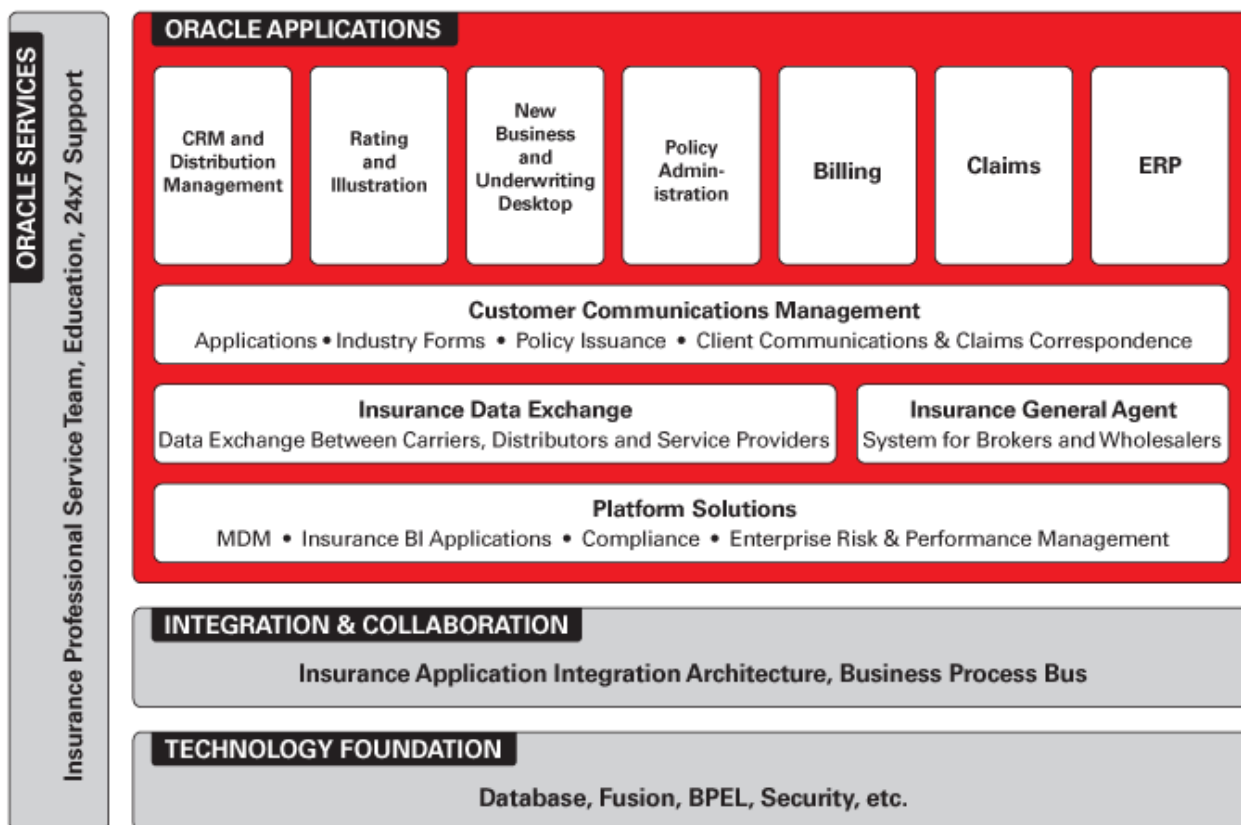 ORACLE SERVICES
Insurance Professional Service Team, Education, 24x7 Support
ORACLE APPLICATIONS
CRM and
Distribution
Management
Rating
and
Illustration
New
Business
and
Underwriting
Desktop
Policy
Admin-
istration
Billing
Claims
ERP
Customer Communications Management
Applications • Industry Forms • Policy Issuance • Client Communications & Claims Correspondence
Insurance Data Exchange
Data Exchange Between Carriers, Distributors and Service Providers
Insurance General Agent
System for Brokers and Wholesalers
Platform Solutions
MDM • Insurance BI Applications • Compliance • Enterprise Risk & Performance Management
INTEGRATION & COLLABORATION
Insurance Application Integration Architecture, Business Process Bus
TECHNOLOGY FOUNDATION
Database, Fusion, BPEL, Security, etc.